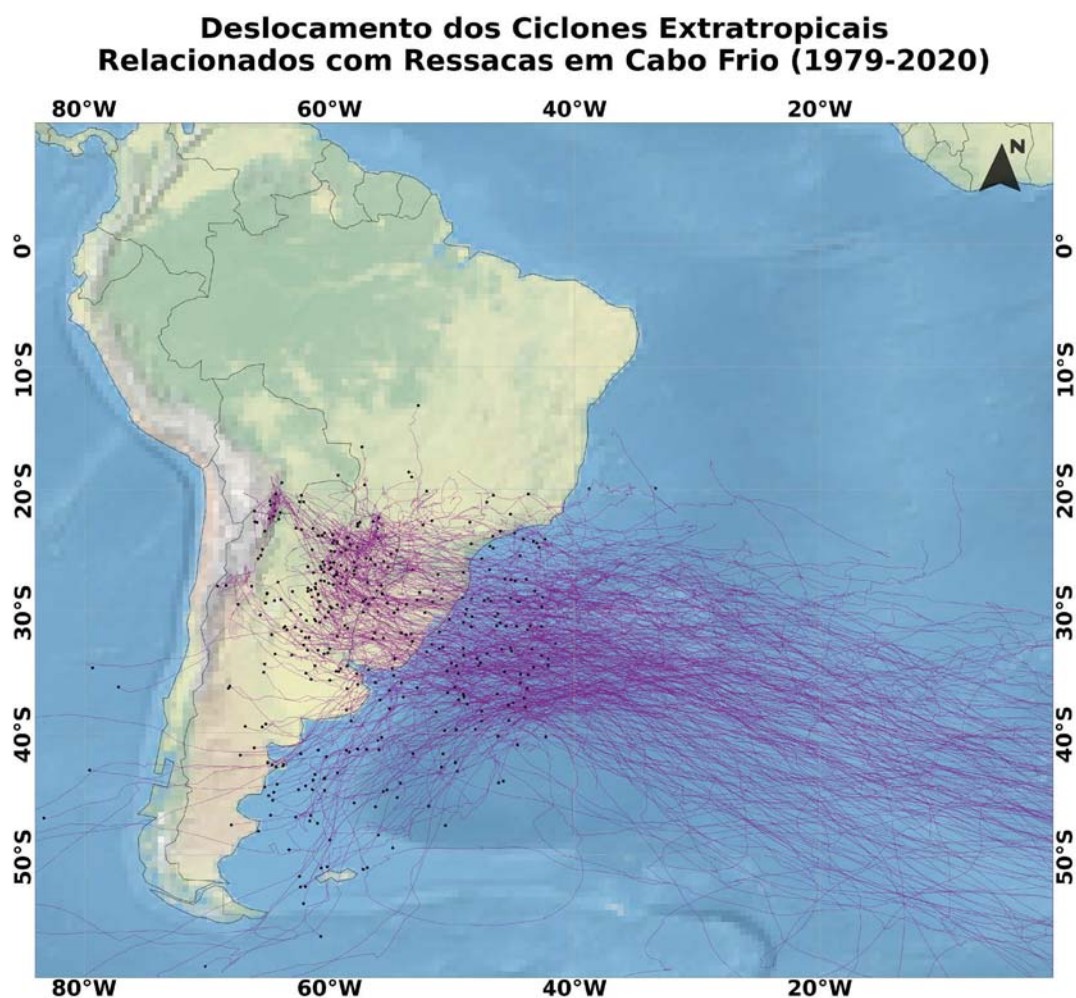 Deslocamento dos Ciclones Extratropicais
Relacionados com Ressacas em Cabo Frio (1979-2020)
80°W 60°W 40°W 20°W
N
0° 0°
10°S 10°S
20°S 20°S
30°S 30°S
40°S 40°S
50°S 50°S
80°W 60°W 40°W 20°W